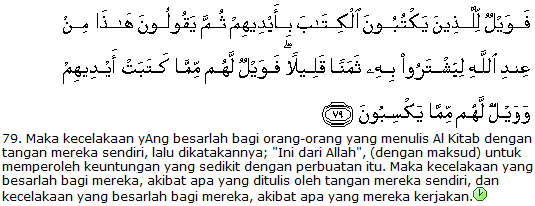 فَوَيْلٌ لِّلَّذِينَ يَكْتُبُونَ الْكِتَٰبَ بِأَيْدِيهِمْ ثُمَّ يَقُولُونَ هَٰذَا مِنْ
عِندِ اللَّهِ لِيَشْتَرُوا۟ بِهِۦ ثَمَنًا قَلِيلًا ۖ فَوَيْلٌ لَّهُم مِّمَّا كَتَبَتْ أَيْدِيهِمْ
وَوَيْلٌ لَّهُم مِّمَّا يَكْسِبُونَ ﴿٧٩﴾
79. Maka kecelakaan yAng besarlah bagi orang-orang yang menulis Al Kitab dengan
tangan mereka sendiri, lalu dikatakannya; "Ini dari Allah", (dengan maksud) untuk
memperoleh keuntungan yang sedikit dengan perbuatan itu. Maka kecelakaan yang
besarlah bagi mereka, akibat apa yang ditulis oleh tangan mereka sendiri, dan
kecelakaan yang besarlah bagi mereka, akibat apa yang mereka kerjakan.